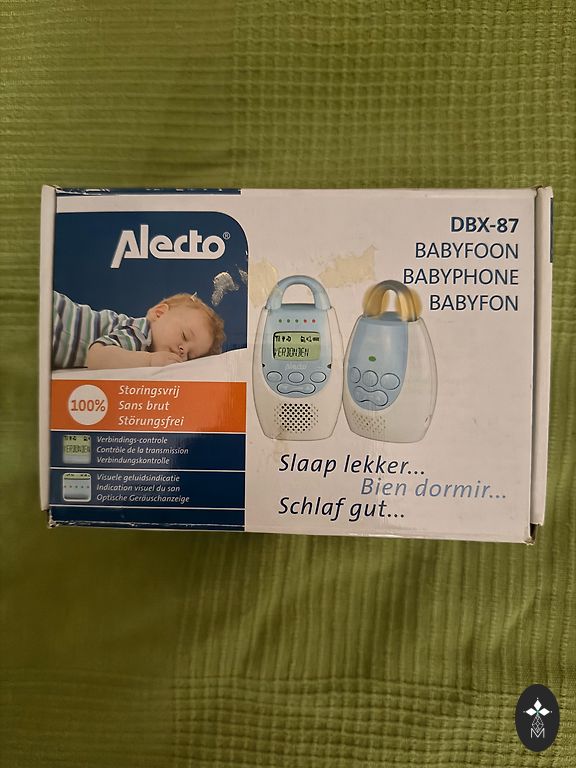 Alecto®
DBX-87
BABYFOON
BABYPHONE
BABYFON
VERBONDEN
100%
Storingsvrij
Sans brut
Störungsfrei
Verbindings-controle
Contrôle de la transmission
Verbindungskontrolle
Visuele geluidsindicatie
Indication visuel du son
Optische Geräuschanzeige
Slaap lekker...
Bien dormir...
Schlaf gut...
M